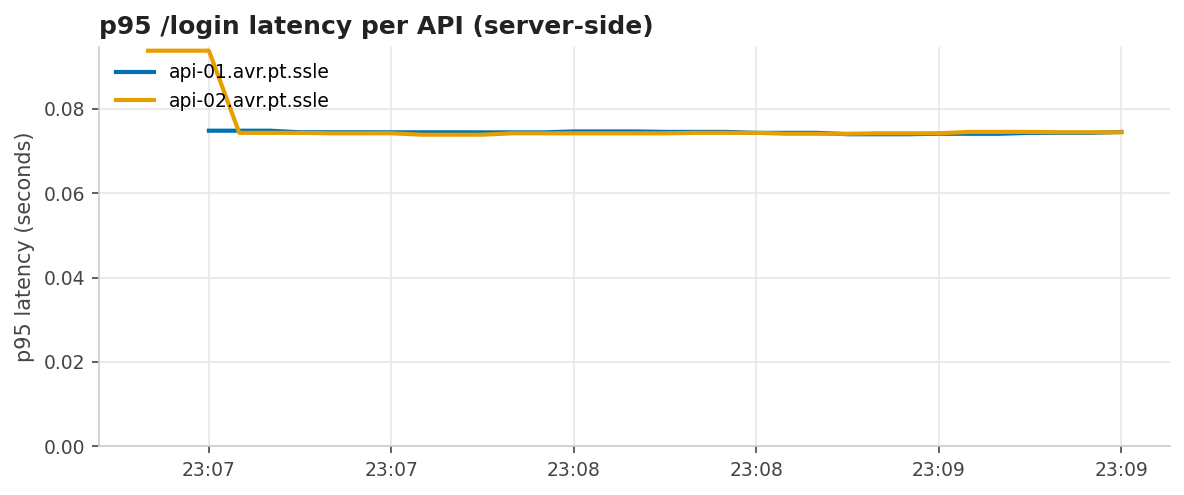 p95 /login latency per API (server-side)
api-01.avr.pt.ssle
api-02.avr.pt.ssle
p95 latency (seconds)
0.08
0.06
0.04
0.02
0.00
23:07
23:07
23:08
23:08
23:09
23:09